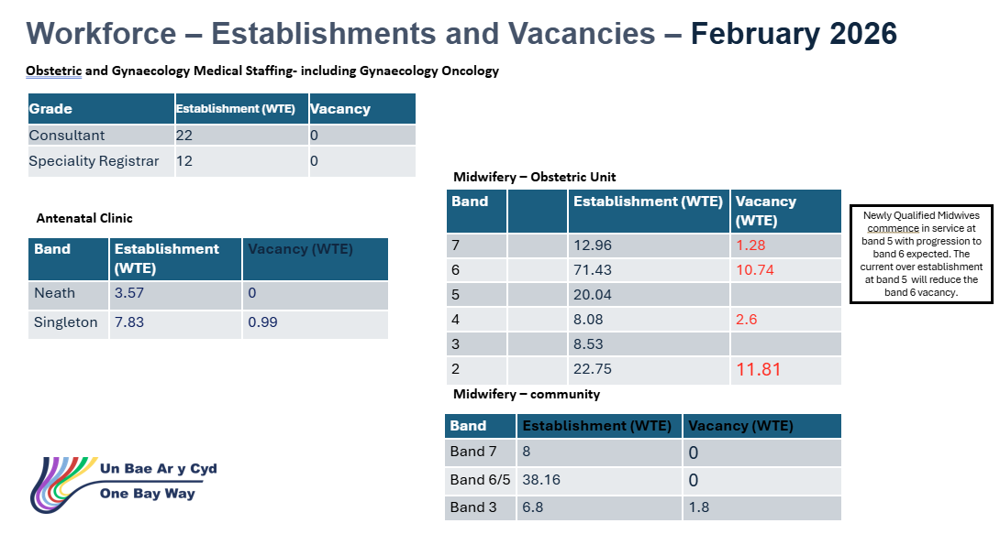 Workforce – Establishments and Vacancies – February 2026
Obstetric and Gynaecology Medical Staffing- including Gynaecology Oncology
Grade Establishment (WTE) Vacancy
Consultant 22 0
Speciality Registrar 12 0
Antenatal Clinic
Band Establishment (WTE) Vacancy (WTE)
Neath 3.57 0
Singleton 7.83 0.99
Midwifery – Obstetric Unit
Band Establishment (WTE) Vacancy (WTE)
7 12.96 1.28
6 71.43 10.74
5 20.04
4 8.08 2.6
3 8.53
2 22.75 11.81
Newly Qualified Midwives
commence in service at
band 5 with progression to
band 6 expected. The
current over establishment
at band 5 will reduce the
band 6 vacancy.
Midwifery – community
Band Establishment (WTE) Vacancy (WTE)
Band 7 8 0
Band 6/5 38.16 0
Band 3 6.8 1.8
Un Bae Ar y Cyd
One Bay Way